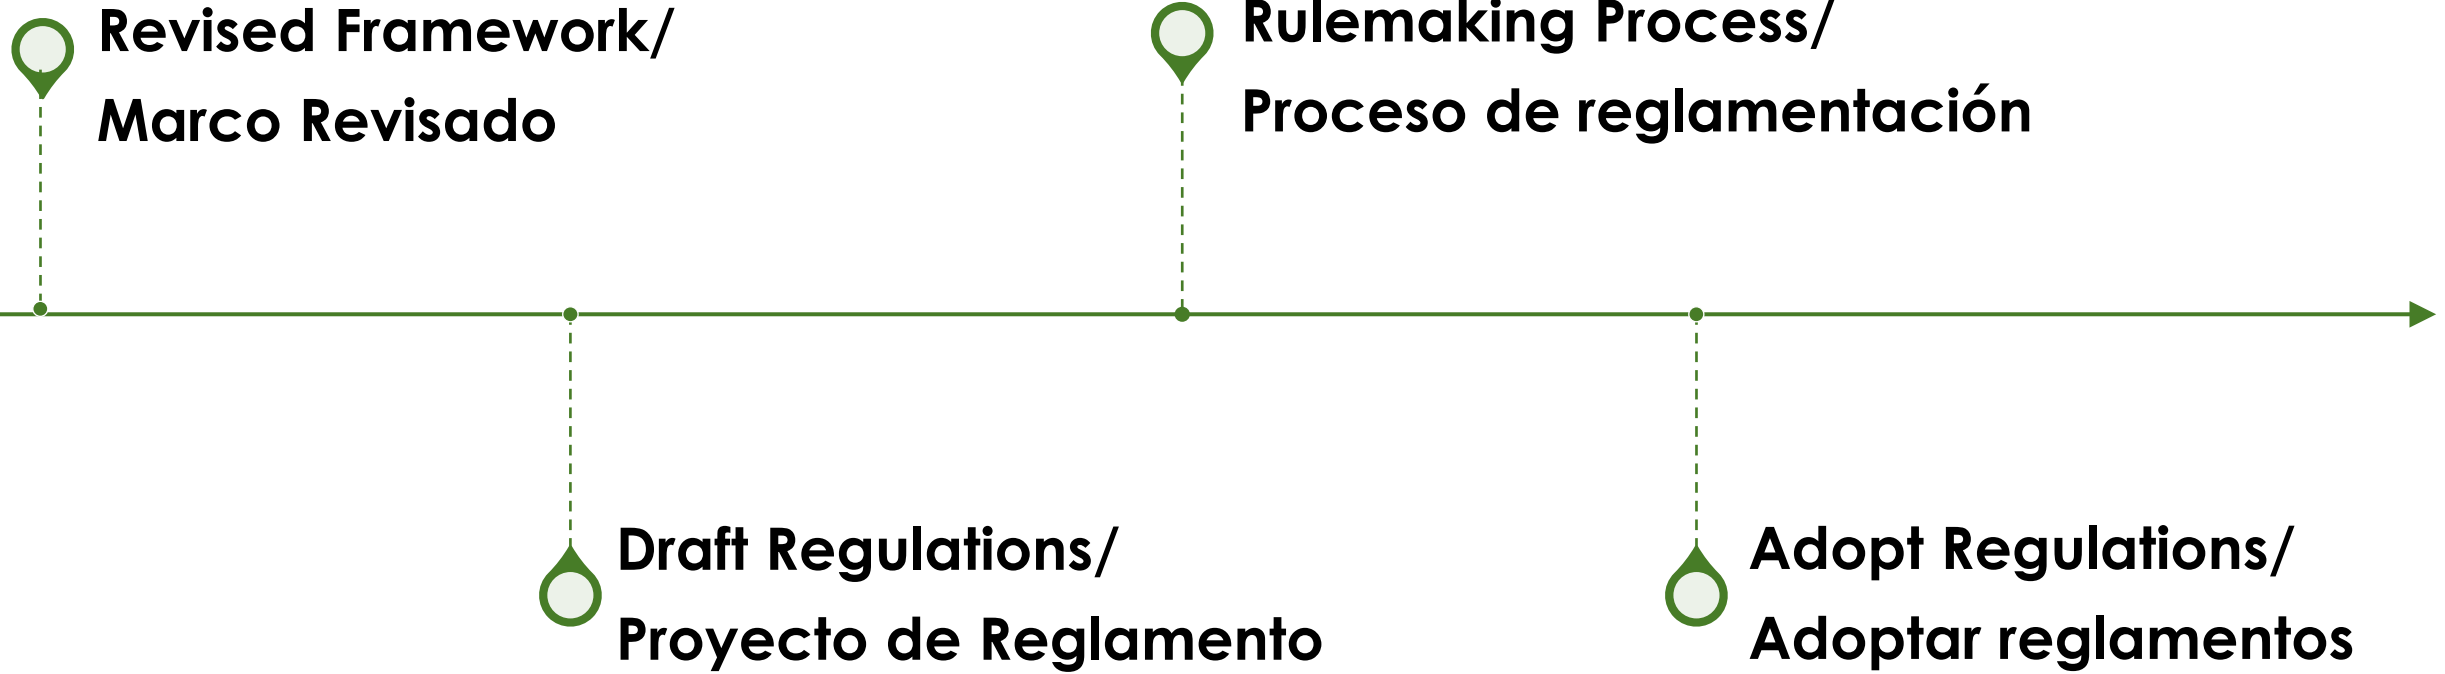 Revised Framework/
Marco Revisado
Draft Regulations/
Proyecto de Reglamento
Rulemaking Process/
Proceso de reglamentación
Adopt Regulations/
Adoptar reglamentos